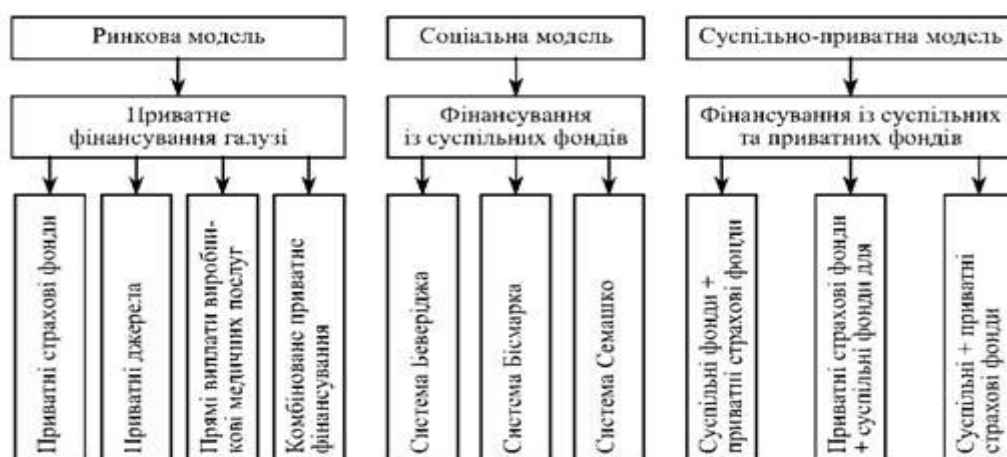 Ринкова модель
Соціальна модель
Суспільно-приватна модель
Приватне
фінансування галузі
Фінансування
із суспільних фондів
Фінансування із суспільних
та приватних фондів
Приватні страхові фонди
Приватні джерела
Прямі виплати виробни-
кові медичних послуг
Комбіноване приватне
фінансування
Система Беверіджа
Система Бісмарка
Система Семашко
Суспільні фонди +
приватні страхові фонди
Приватні страхові фонди
+ суспільні фонди для
Суспільні + приватні
страхові фонди